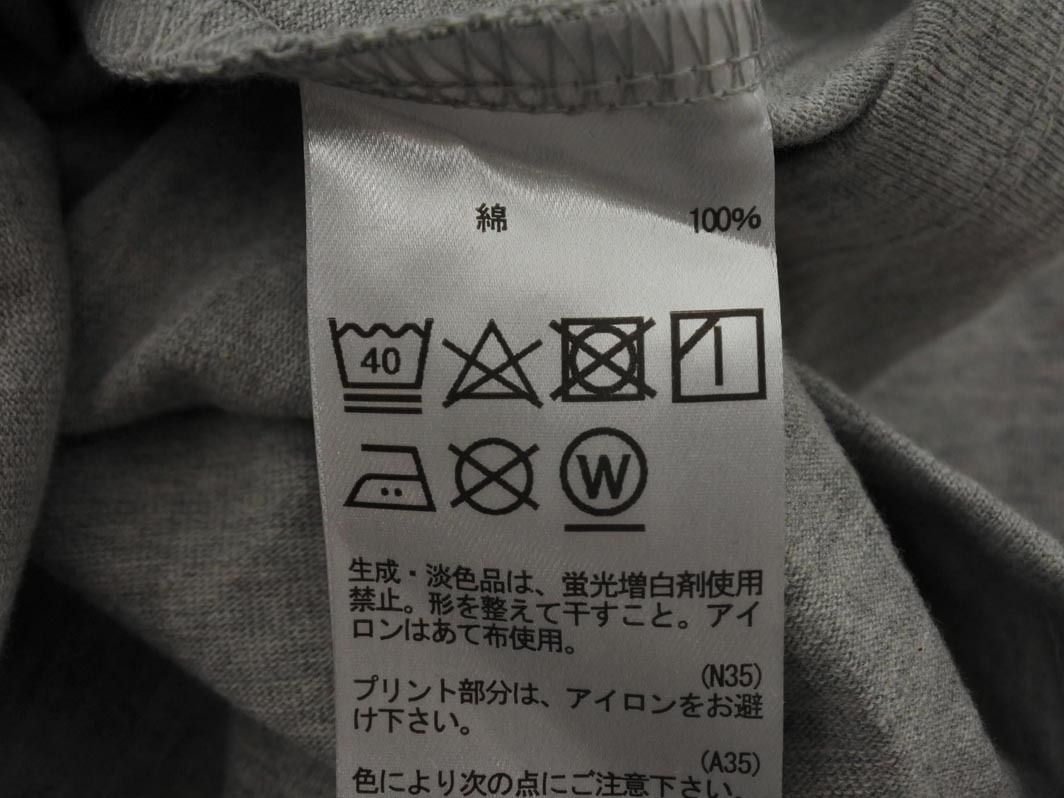 綿 100%
40
W
生成・淡色品は、蛍光増白剤使用
禁止。形を整えて干すこと。アイ
ロンはあて布使用。
(N35)
プリント部分は、アイロンをお避
け下さい。
(A35)
色により次の点にご注意下さい。